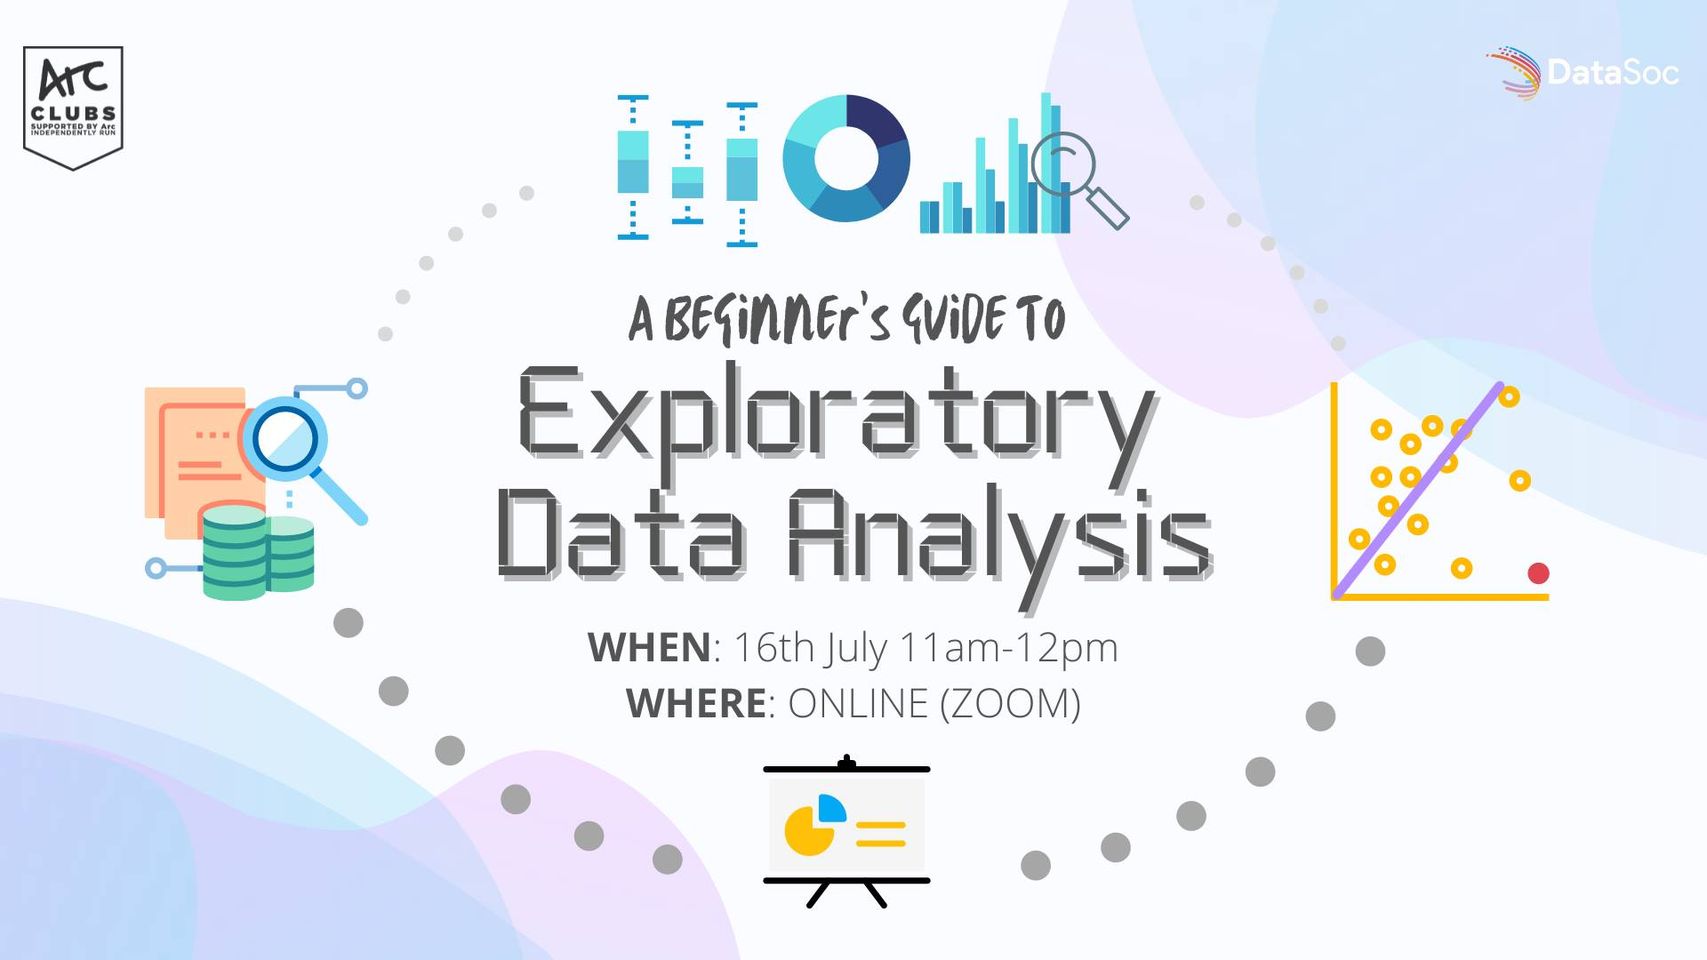 Arc
CLUBS
SUPPORTED BY Arc
INDEPENDENTLY RUN
DataSoc
A BEGiNNEr's GUiDE TO
Exploratory
Data Analysis
WHEN: 16th July 11am-12pm
WHERE: ONLINE (ZOOM)